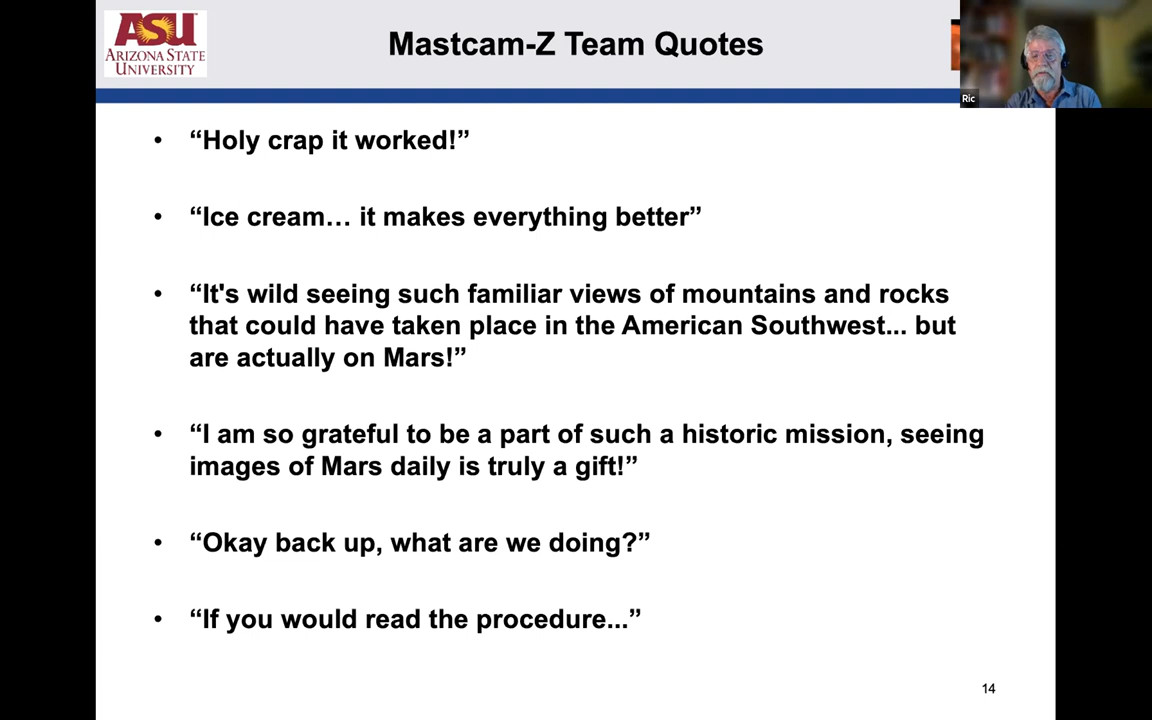 ASU
ARIZONA STATE
UNIVERSITY
Mastcam-Z Team Quotes
Ric
• “Holy crap it worked!”
• “Ice cream… it makes everything better”
• “It's wild seeing such familiar views of mountains and rocks
that could have taken place in the American Southwest... but
are actually on Mars!”
• “I am so grateful to be a part of such a historic mission, seeing
images of Mars daily is truly a gift!”
• “Okay back up, what are we doing?”
• “If you would read the procedure...”
14